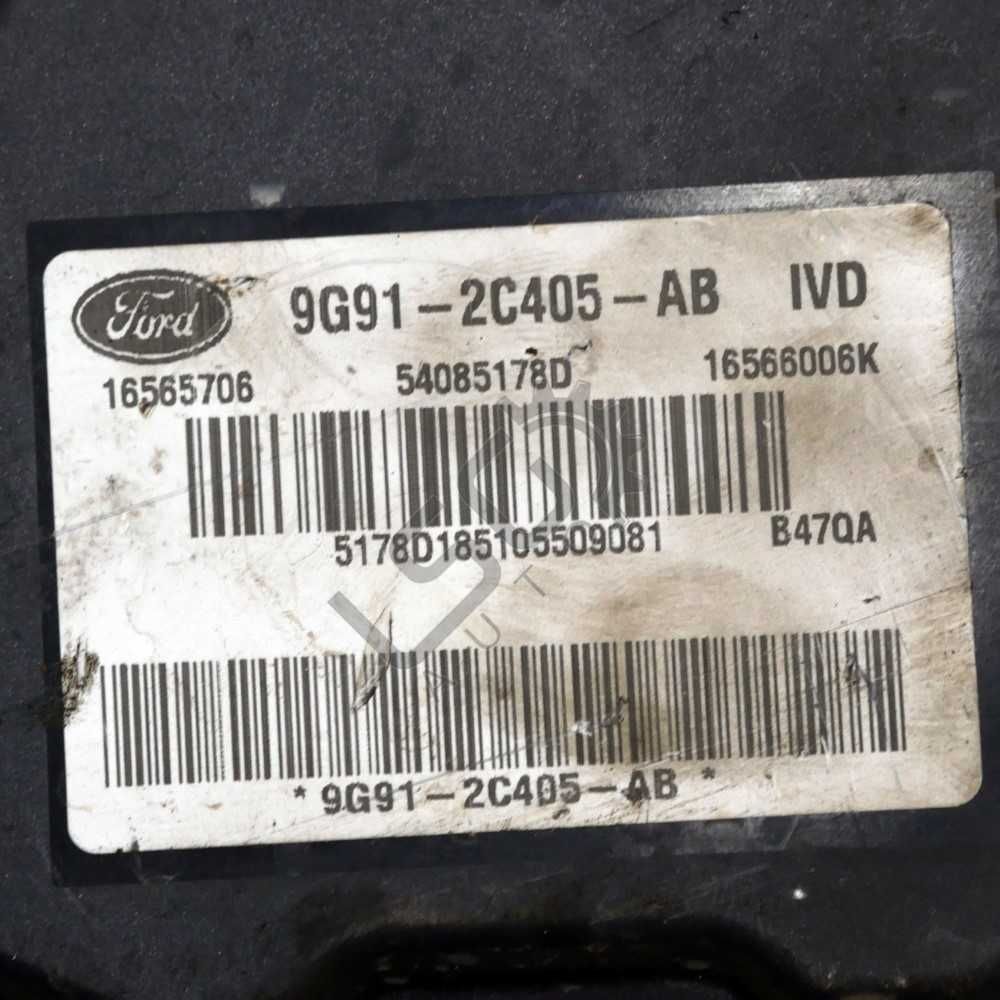 Ford 9G91-2C405-AB IVD
16565706 54085178D 16566006K
5178D185105509081 B47QA
*9G91-2C405-AB*